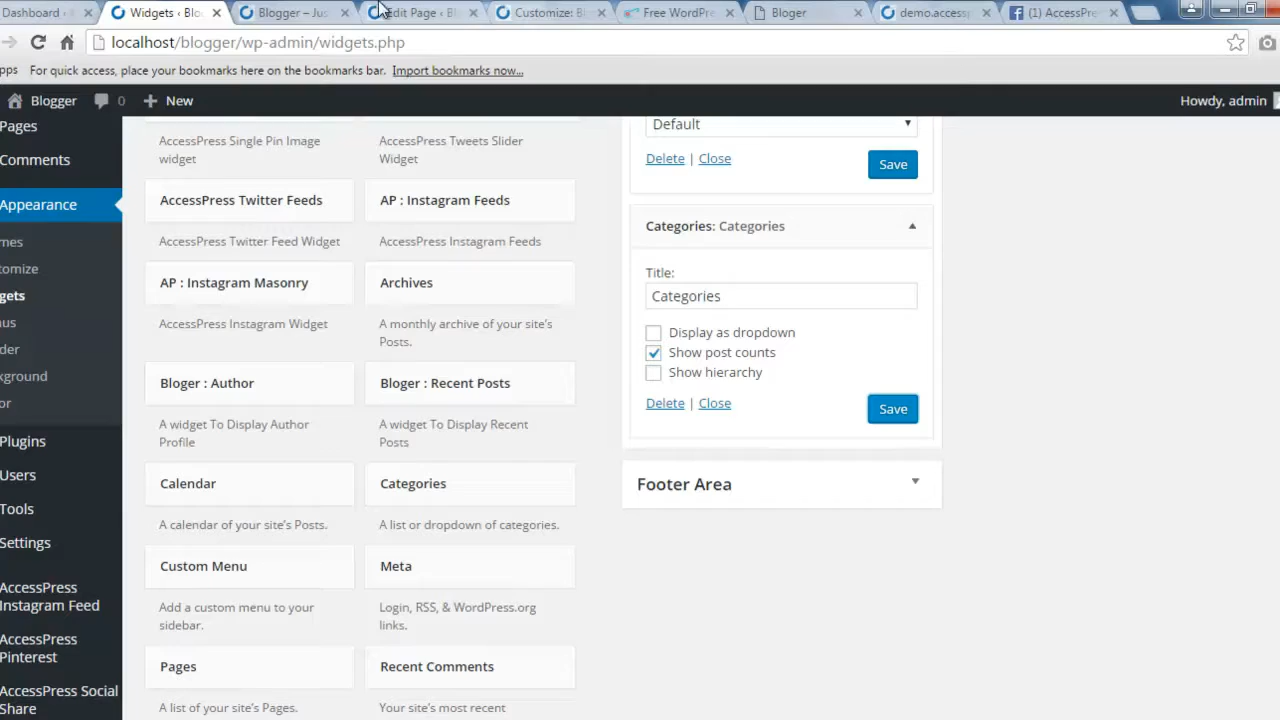 Dashboard ‹
Widgets ‹ Blo
Blogger – Jus
Edit Page ‹ Bl
Customize: Bl
Free WordPre
Bloger
demo.accessp
(1) AccessPre
localhost/blogger/wp-admin/widgets.php
pps For quick access, place your bookmarks here on the bookmarks bar. Import bookmarks now...
Blogger 0 New Howdy, admin
Pages
Comments
Appearance
mes
tomize
gets
us
der
kground
or
Plugins
Users
Tools
Settings
AccessPress
Instagram Feed
AccessPress
Pinterest
AccessPress Social
Share
AccessPress Single Pin Image
widget
AccessPress Tweets Slider
Widget
AccessPress Twitter Feeds
AP : Instagram Feeds
AccessPress Twitter Feed Widget
AccessPress Instagram Feeds
AP : Instagram Masonry
Archives
AccessPress Instagram Widget
A monthly archive of your site's
Posts.
Bloger : Author
Bloger : Recent Posts
A widget To Display Author
Profile
A widget To Display Recent
Posts
Calendar
Categories
A calendar of your site's Posts.
A list or dropdown of categories.
Custom Menu
Meta
Add a custom menu to your
sidebar.
Login, RSS, & WordPress.org
links.
Pages
Recent Comments
A list of your site's Pages.
Your site's most recent
Default
Delete | Close
Save
Categories: Categories
Title:
Categories
Display as dropdown
Show post counts
Show hierarchy
Delete | Close
Save
Footer Area